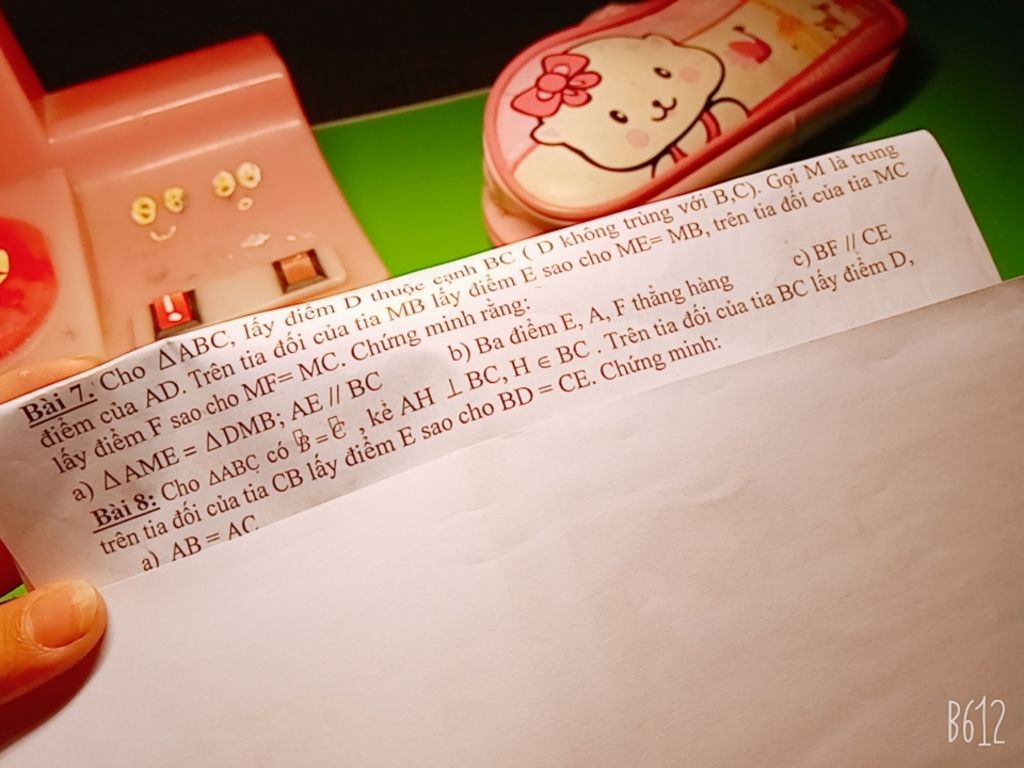 Bài 7. Cho ΔABC, lấy điểm D thuộc cạnh BC ( D không trùng với B,C). Gọi M là trung
điểm của AD. Trên tia đối của tia MB lấy điểm E sao cho ME= MB, trên tia đối của tia MC
lấy điểm F sao cho MF= MC. Chứng minh rằng:
a) ΔAME = ΔDMB; AE // BC b) Ba điểm E, A, F thẳng hàng c) BF // CE
Bài 8: Cho ΔABC có B = C , kẻ AH ⊥ BC, H ∈ BC . Trên tia đối của tia BC lấy điểm D,
trên tia đối của tia CB lấy điểm E sao cho BD = CE. Chứng minh:
a) AB = AC
B612